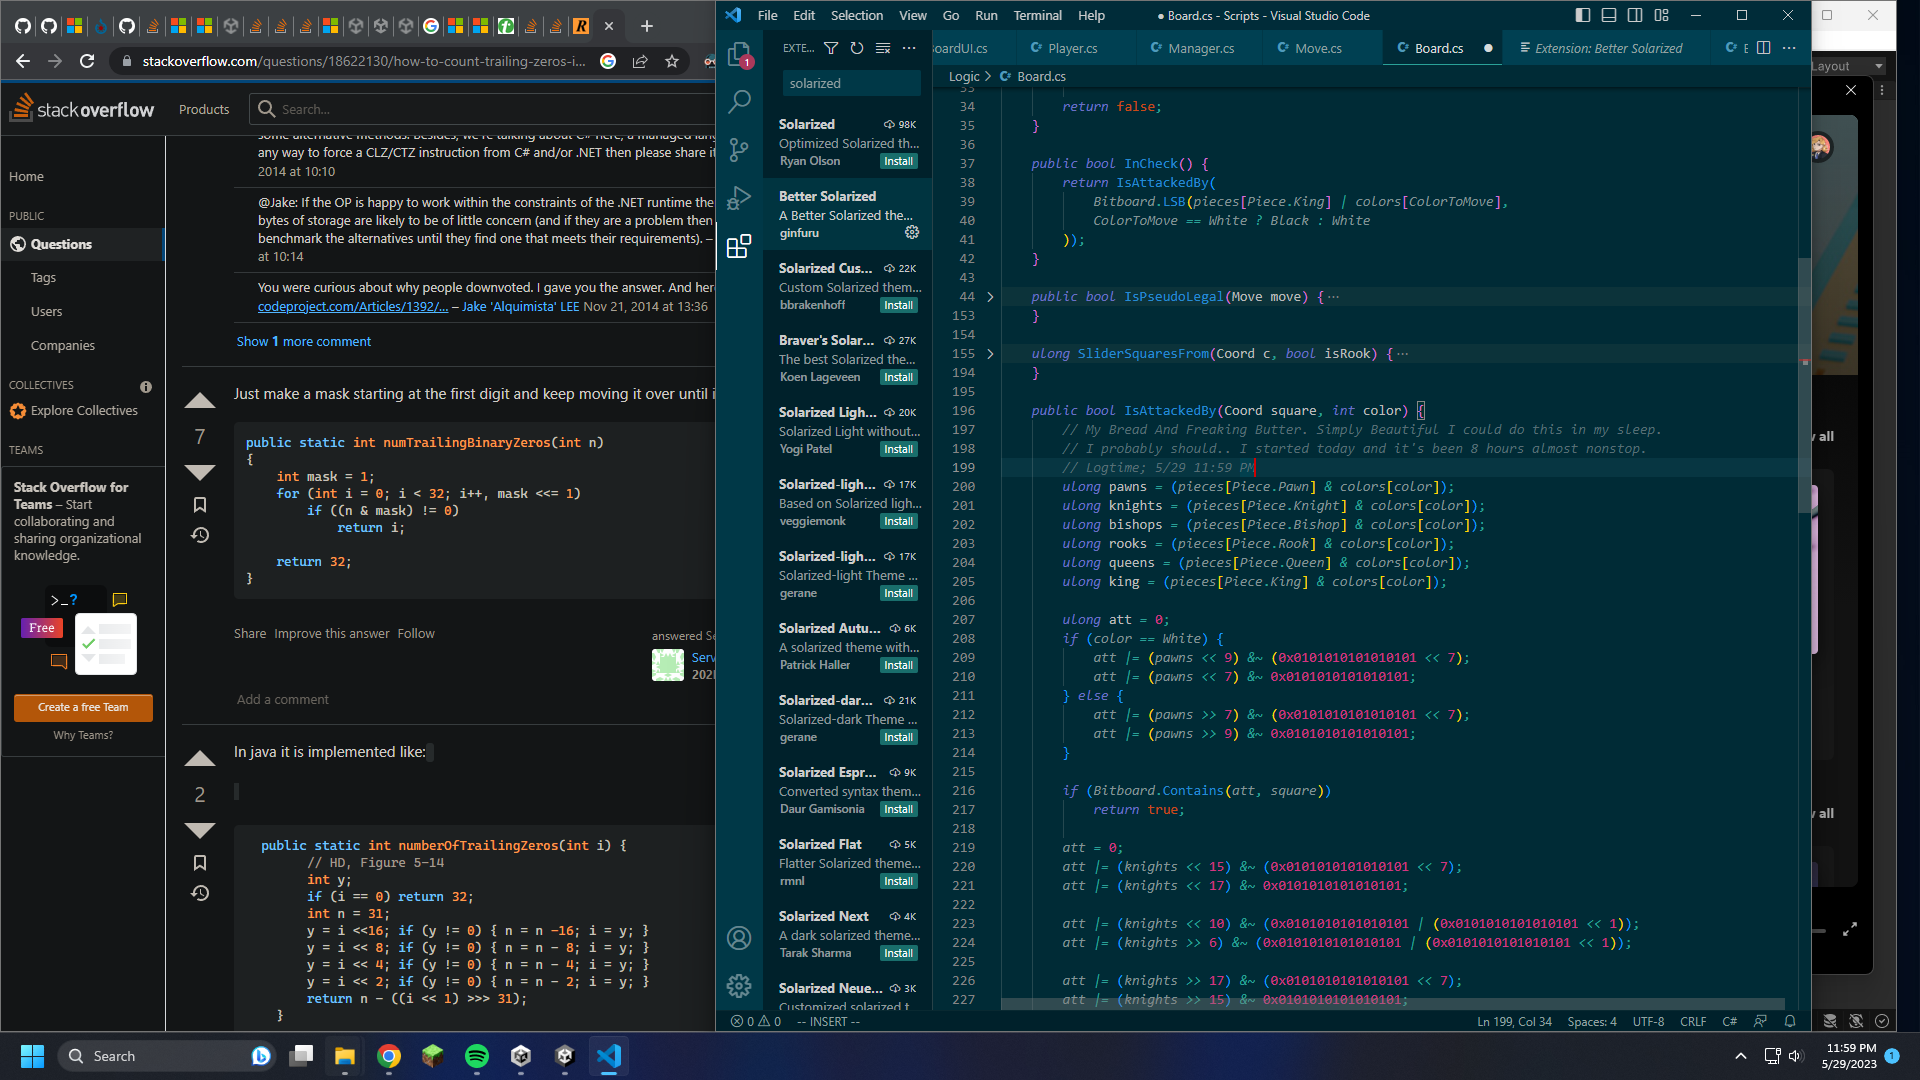 File Edit Selection View Go Run Terminal Help
● Board.cs - Scripts - Visual Studio Code
stackoverflow.com/questions/18622130/how-to-count-trailing-zeros-i...
stackoverflow
Products
Search...
Home
PUBLIC
Questions
Tags
Users
Companies
COLLECTIVES
Explore Collectives
TEAMS
Stack Overflow for
Teams – Start
collaborating and
sharing organizational
knowledge.
>_?
Free
Create a free Team
Why Teams?
any way to force a CLZ/CTZ instruction from C# and/or .NET then please share it
2014 at 10:10
@Jake: If the OP is happy to work within the constraints of the .NET runtime the
bytes of storage are likely to be of little concern (and if they are a problem then
benchmark the alternatives until they find one that meets their requirements). –
at 10:14
You were curious about why people downvoted. I gave you the answer. And her
codeproject.com/Articles/1392/... – Jake 'Alquimista' LEE Nov 21, 2014 at 13:36
Show 1 more comment
7
Just make a mask starting at the first digit and keep moving it over until i
public static int numTrailingBinaryZeros(int n)
{
int mask = 1;
for (int i = 0; i < 32; i++, mask <<= 1)
if ((n & mask) != 0)
return i;
return 32;
}
Share Improve this answer Follow
answered Se
Serv
202
Add a comment
2
In java it is implemented like:
public static int numberOfTrailingZeros(int i) {
// HD, Figure 5-14
int y;
if (i == 0) return 32;
int n = 31;
y = i <<16; if (y != 0) { n = n -16; i = y; }
y = i << 8; if (y != 0) { n = n - 8; i = y; }
y = i << 4; if (y != 0) { n = n - 4; i = y; }
y = i << 2; if (y != 0) { n = n - 2; i = y; }
return n - ((i << 1) >>> 31);
}
1
EXTE...
solarized
Solarized 98K
Optimized Solarized th...
Ryan Olson Install
Better Solarized
A Better Solarized the...
ginfuru
Solarized Cus... 22K
Custom Solarized them...
bbrakenhoff Install
Braver's Solar... 27K
The best Solarized the...
Koen Lageveen Install
Solarized Ligh... 20K
Solarized Light without...
Yogi Patel Install
Solarized-ligh... 17K
Based on Solarized ligh...
veggiemonk Install
Solarized-ligh... 17K
Solarized-light Theme ...
gerane Install
Solarized Autu... 6K
A solarized theme with...
Patrick Haller Install
Solarized-dar... 21K
Solarized-dark Theme ...
gerane Install
Solarized Espr... 9K
Converted syntax them...
Daur Gamisonia Install
Solarized Flat 5K
Flatter Solarized theme...
rmnl Install
Solarized Next 4K
A dark solarized theme...
Tarak Sharma Install
Solarized Neue... 3K
oardUI.cs Player.cs Manager.cs Move.cs Board.cs ● Extension: Better Solarized
Logic > Board.cs
33
34 return false;
35 }
36
37 public bool InCheck() {
38 return IsAttackedBy(
39 Bitboard.LSB(pieces[Piece.King] | colors[ColorToMove],
40 ColorToMove == White ? Black : White
41 ));
42 }
43
44 public bool IsPseudoLegal(Move move) {···
153 }
154
155 ulong SliderSquaresFrom(Coord c, bool isRook) {···
194 }
195
196 public bool IsAttackedBy(Coord square, int color) {
197 // My Bread And Freaking Butter. Simply Beautiful I could do this in my sleep.
198 // I probably should.. I started today and it's been 8 hours almost nonstop.
199 // Logtime; 5/29 11:59 PM
200 ulong pawns = (pieces[Piece.Pawn] & colors[color]);
201 ulong knights = (pieces[Piece.Knight] & colors[color]);
202 ulong bishops = (pieces[Piece.Bishop] & colors[color]);
203 ulong rooks = (pieces[Piece.Rook] & colors[color]);
204 ulong queens = (pieces[Piece.Queen] & colors[color]);
205 ulong king = (pieces[Piece.King] & colors[color]);
206
207 ulong att = 0;
208 if (color == White) {
209 att |= (pawns << 9) &~ (0x0101010101010101 << 7);
210 att |= (pawns << 7) &~ 0x0101010101010101;
211 } else {
212 att |= (pawns >> 7) &~ (0x0101010101010101 << 7);
213 att |= (pawns >> 9) &~ 0x0101010101010101;
214 }
215
216 if (Bitboard.Contains(att, square))
217 return true;
218
219 att = 0;
220 att |= (knights << 15) &~ (0x0101010101010101 << 7);
221 att |= (knights << 17) &~ 0x0101010101010101;
222
223 att |= (knights << 10) &~ (0x0101010101010101 | (0x0101010101010101 << 1));
224 att |= (knights >> 6) &~ (0x0101010101010101 | (0x0101010101010101 << 1));
225
226 att |= (knights >> 17) &~ (0x0101010101010101 << 7);
227 att |= (knights >> 15) &~ 0x0101010101010101;
0 0 -- INSERT -- Ln 199, Col 34 Spaces: 4 UTF-8 CRLF C#
Layout
all
all
Search
11:59 PM
5/29/2023
1